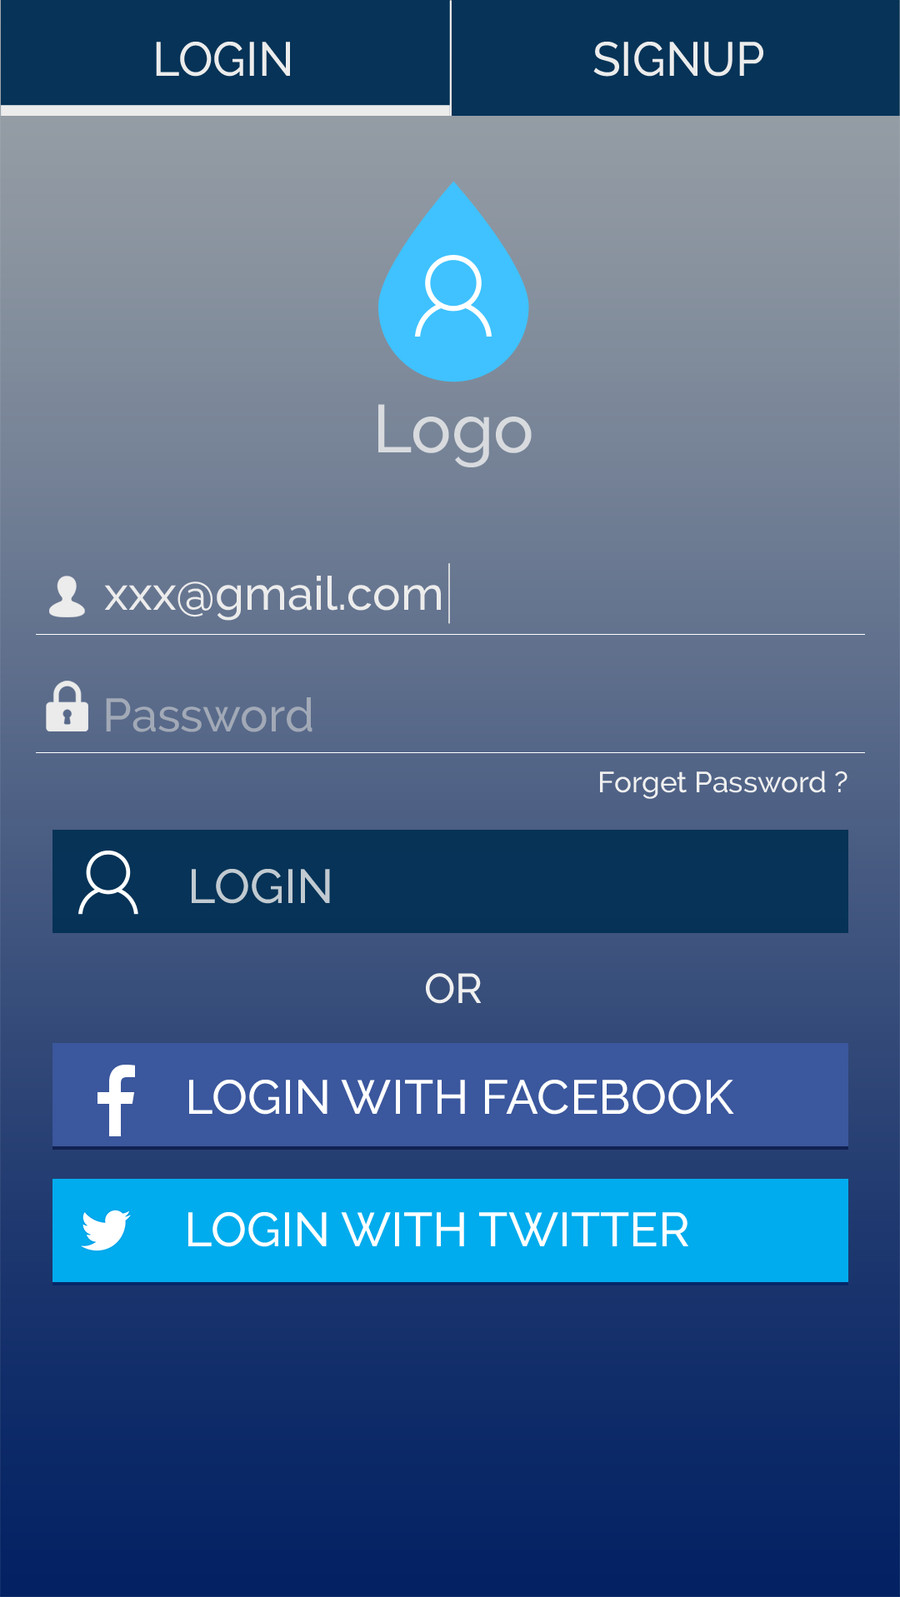 LOGIN
SIGNUP
Logo
xxx@gmail.com
Password
Forget Password ?
LOGIN
OR
LOGIN WITH FACEBOOK
LOGIN WITH TWITTER